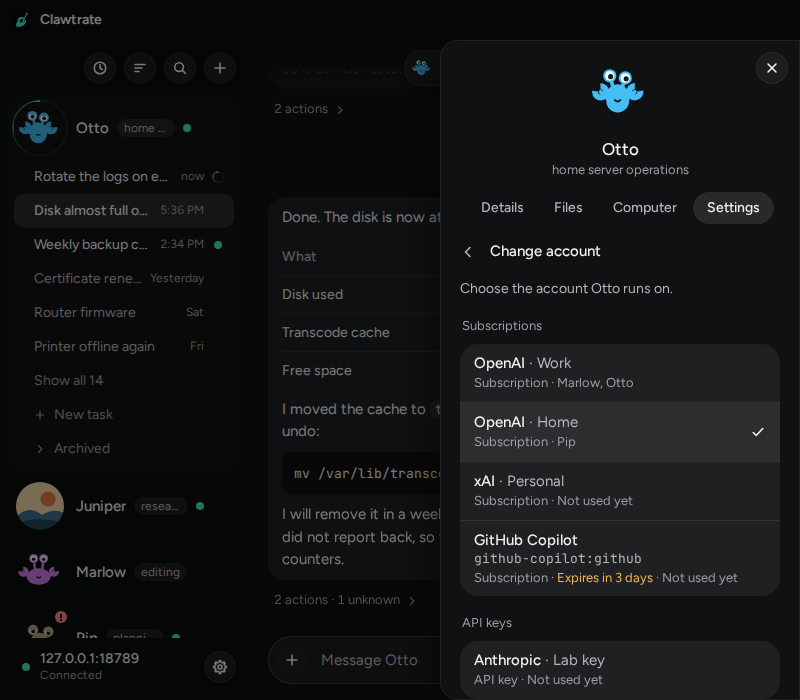 Clawtrate
Otto
home ...
Rotate the logs on e...
now
Disk almost full o...
5:36 PM
Weekly backup c...
2:34 PM
Certificate rene...
Yesterday
Router firmware
Sat
Printer offline again
Fri
Show all 14
+ New task
Archived
Juniper
resea...
Marlow
editing
Pip
planni...
127.0.0.1:18789
Connected
2 actions
Done. The disk is now at
What
Disk used
Transcode cache
Free space
I moved the cache to
undo:
mv /var/lib/transco
I will remove it in a wee
did not report back, so
counters.
2 actions · 1 unknown
Message Otto
Otto
home server operations
Details
Files
Computer
Settings
Change account
Choose the account Otto runs on.
Subscriptions
OpenAI · Work
Subscription · Marlow, Otto
OpenAI · Home
Subscription · Pip
xAI · Personal
Subscription · Not used yet
GitHub Copilot
github-copilot:github
Subscription · Expires in 3 days · Not used yet
API keys
Anthropic · Lab key
API key · Not used yet